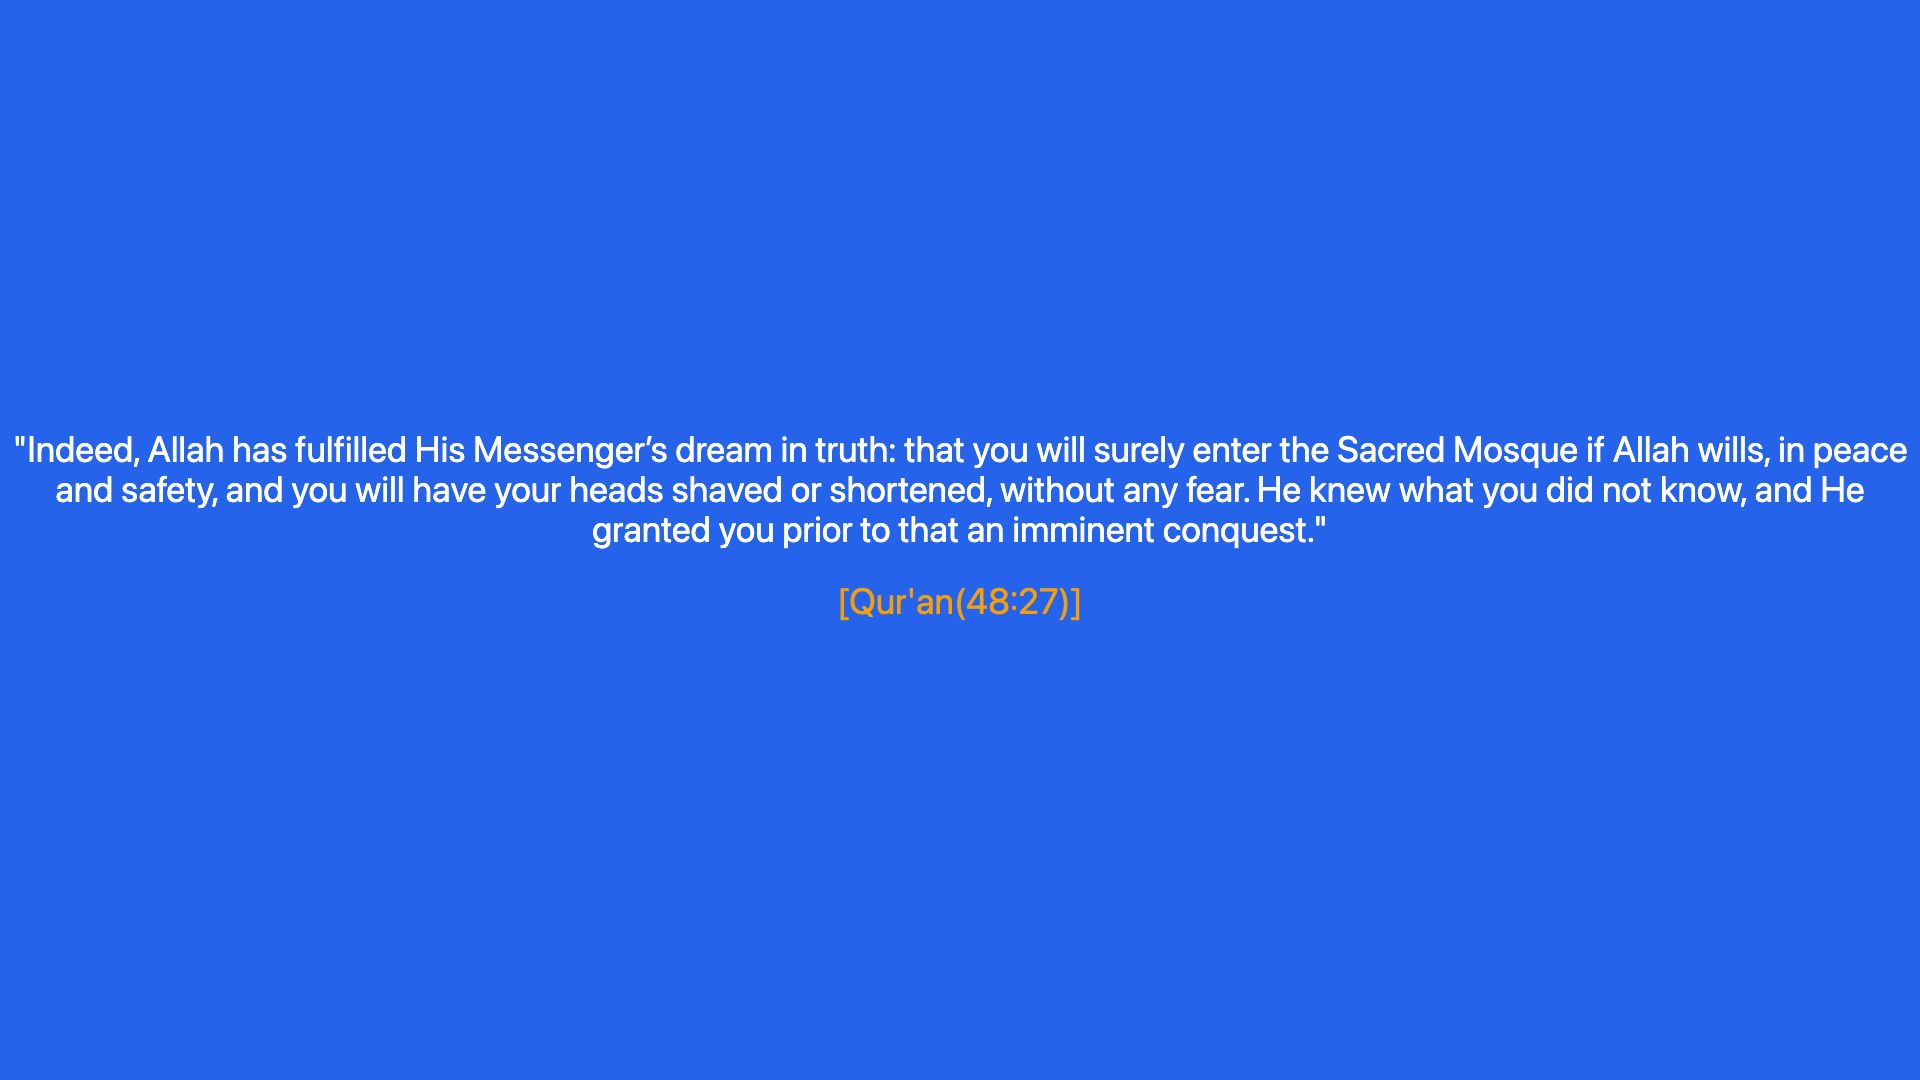 "Indeed, Allah has fulfilled His Messenger’s dream in truth: that you will surely enter the Sacred Mosque if Allah wills, in peace
and safety, and you will have your heads shaved or shortened, without any fear. He knew what you did not know, and He
granted you prior to that an imminent conquest."
[Qur'an(48:27)]